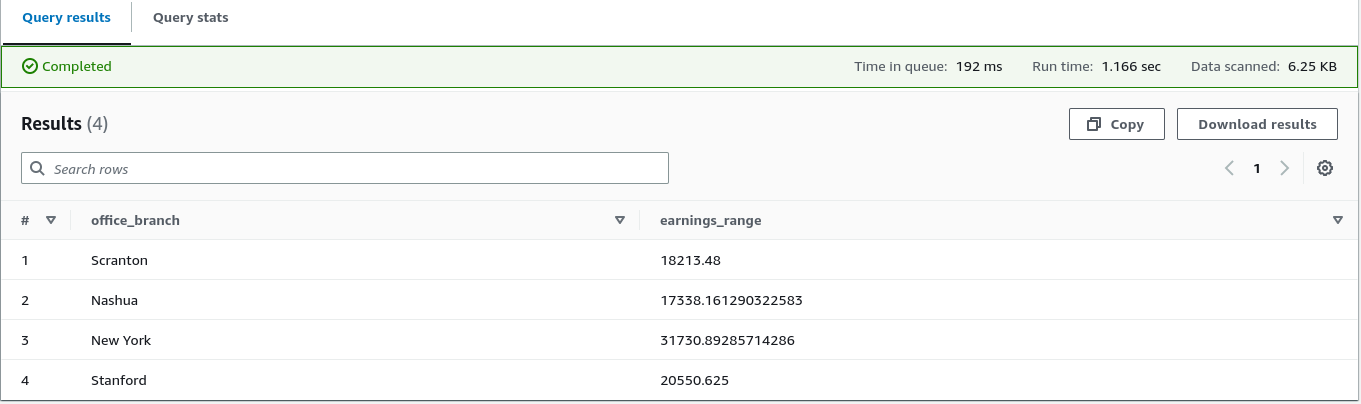 Query results Query stats
Completed Time in queue: 192 ms Run time: 1.166 sec Data scanned: 6.25 KB
Results (4) Copy Download results
Search rows 1
# office_branch earnings_range
1 Scranton 18213.48
2 Nashua 17338.161290322583
3 New York 31730.89285714286
4 Stanford 20550.625